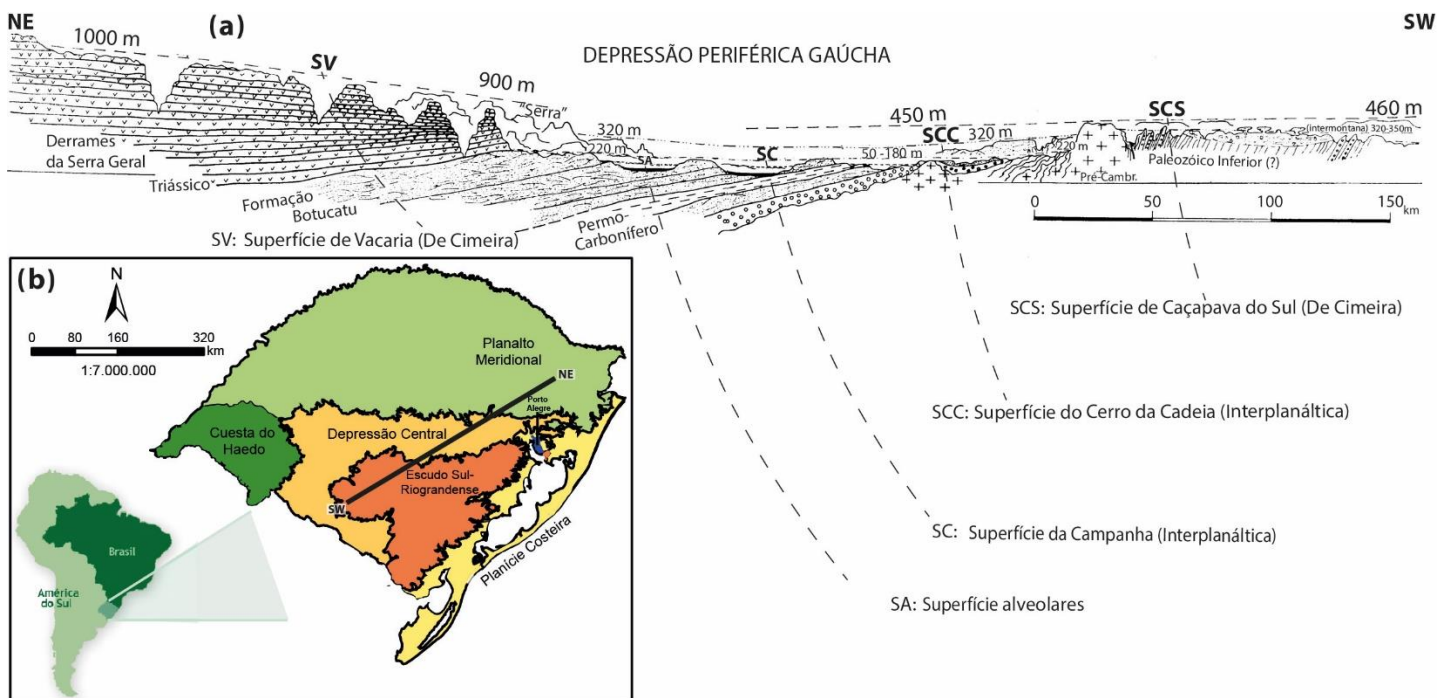 NE
(a)
SW
1000 m
SV
DEPRESSÃO PERIFÉRICA GAÚCHA
900 m
"Serra"
450 m
SCS
460 m
320 m
SCC
320 m
(intermontana) 320-350m
220 m
SA
SC
50 -180 m
220 m
Derrames
da Serra Geral
Paleozóico Inferior (?)
Pré-Cambr.
Triássico
Formação
Botucatu
Permo-
Carbonífero
0 50 100 150
km
SV: Superfície de Vacaria (De Cimeira)
SCS: Superfície de Caçapava do Sul (De Cimeira)
SCC: Superfície do Cerro da Cadeia (Interplanáltica)
SC: Superfície da Campanha (Interplanáltica)
SA: Superfície alveolares
(b)
N
0 80 160 320
km
1:7.000.000
Planalto
Meridional
NE
Porto
Alegre
Cuesta do
Haedo
Depressão Central
Escudo Sul-
Riograndense
SW
Planície Costeira
Brasil
América
do Sul